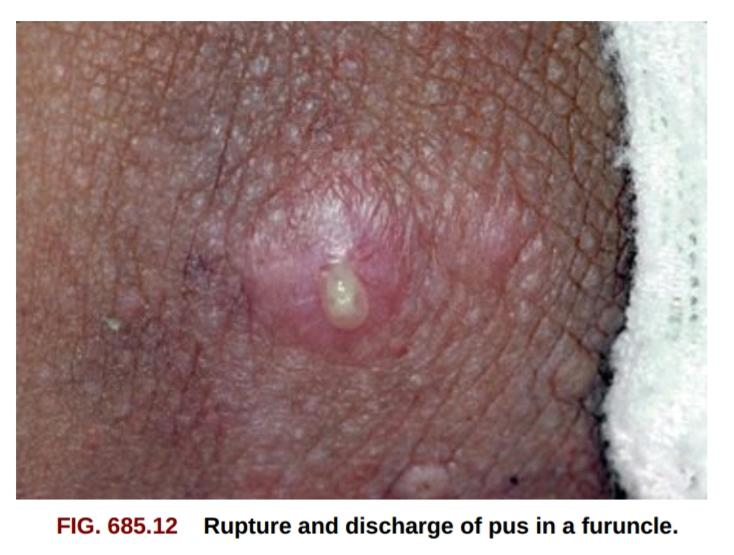 FIG. 685.12 Rupture and discharge of pus in a furuncle.